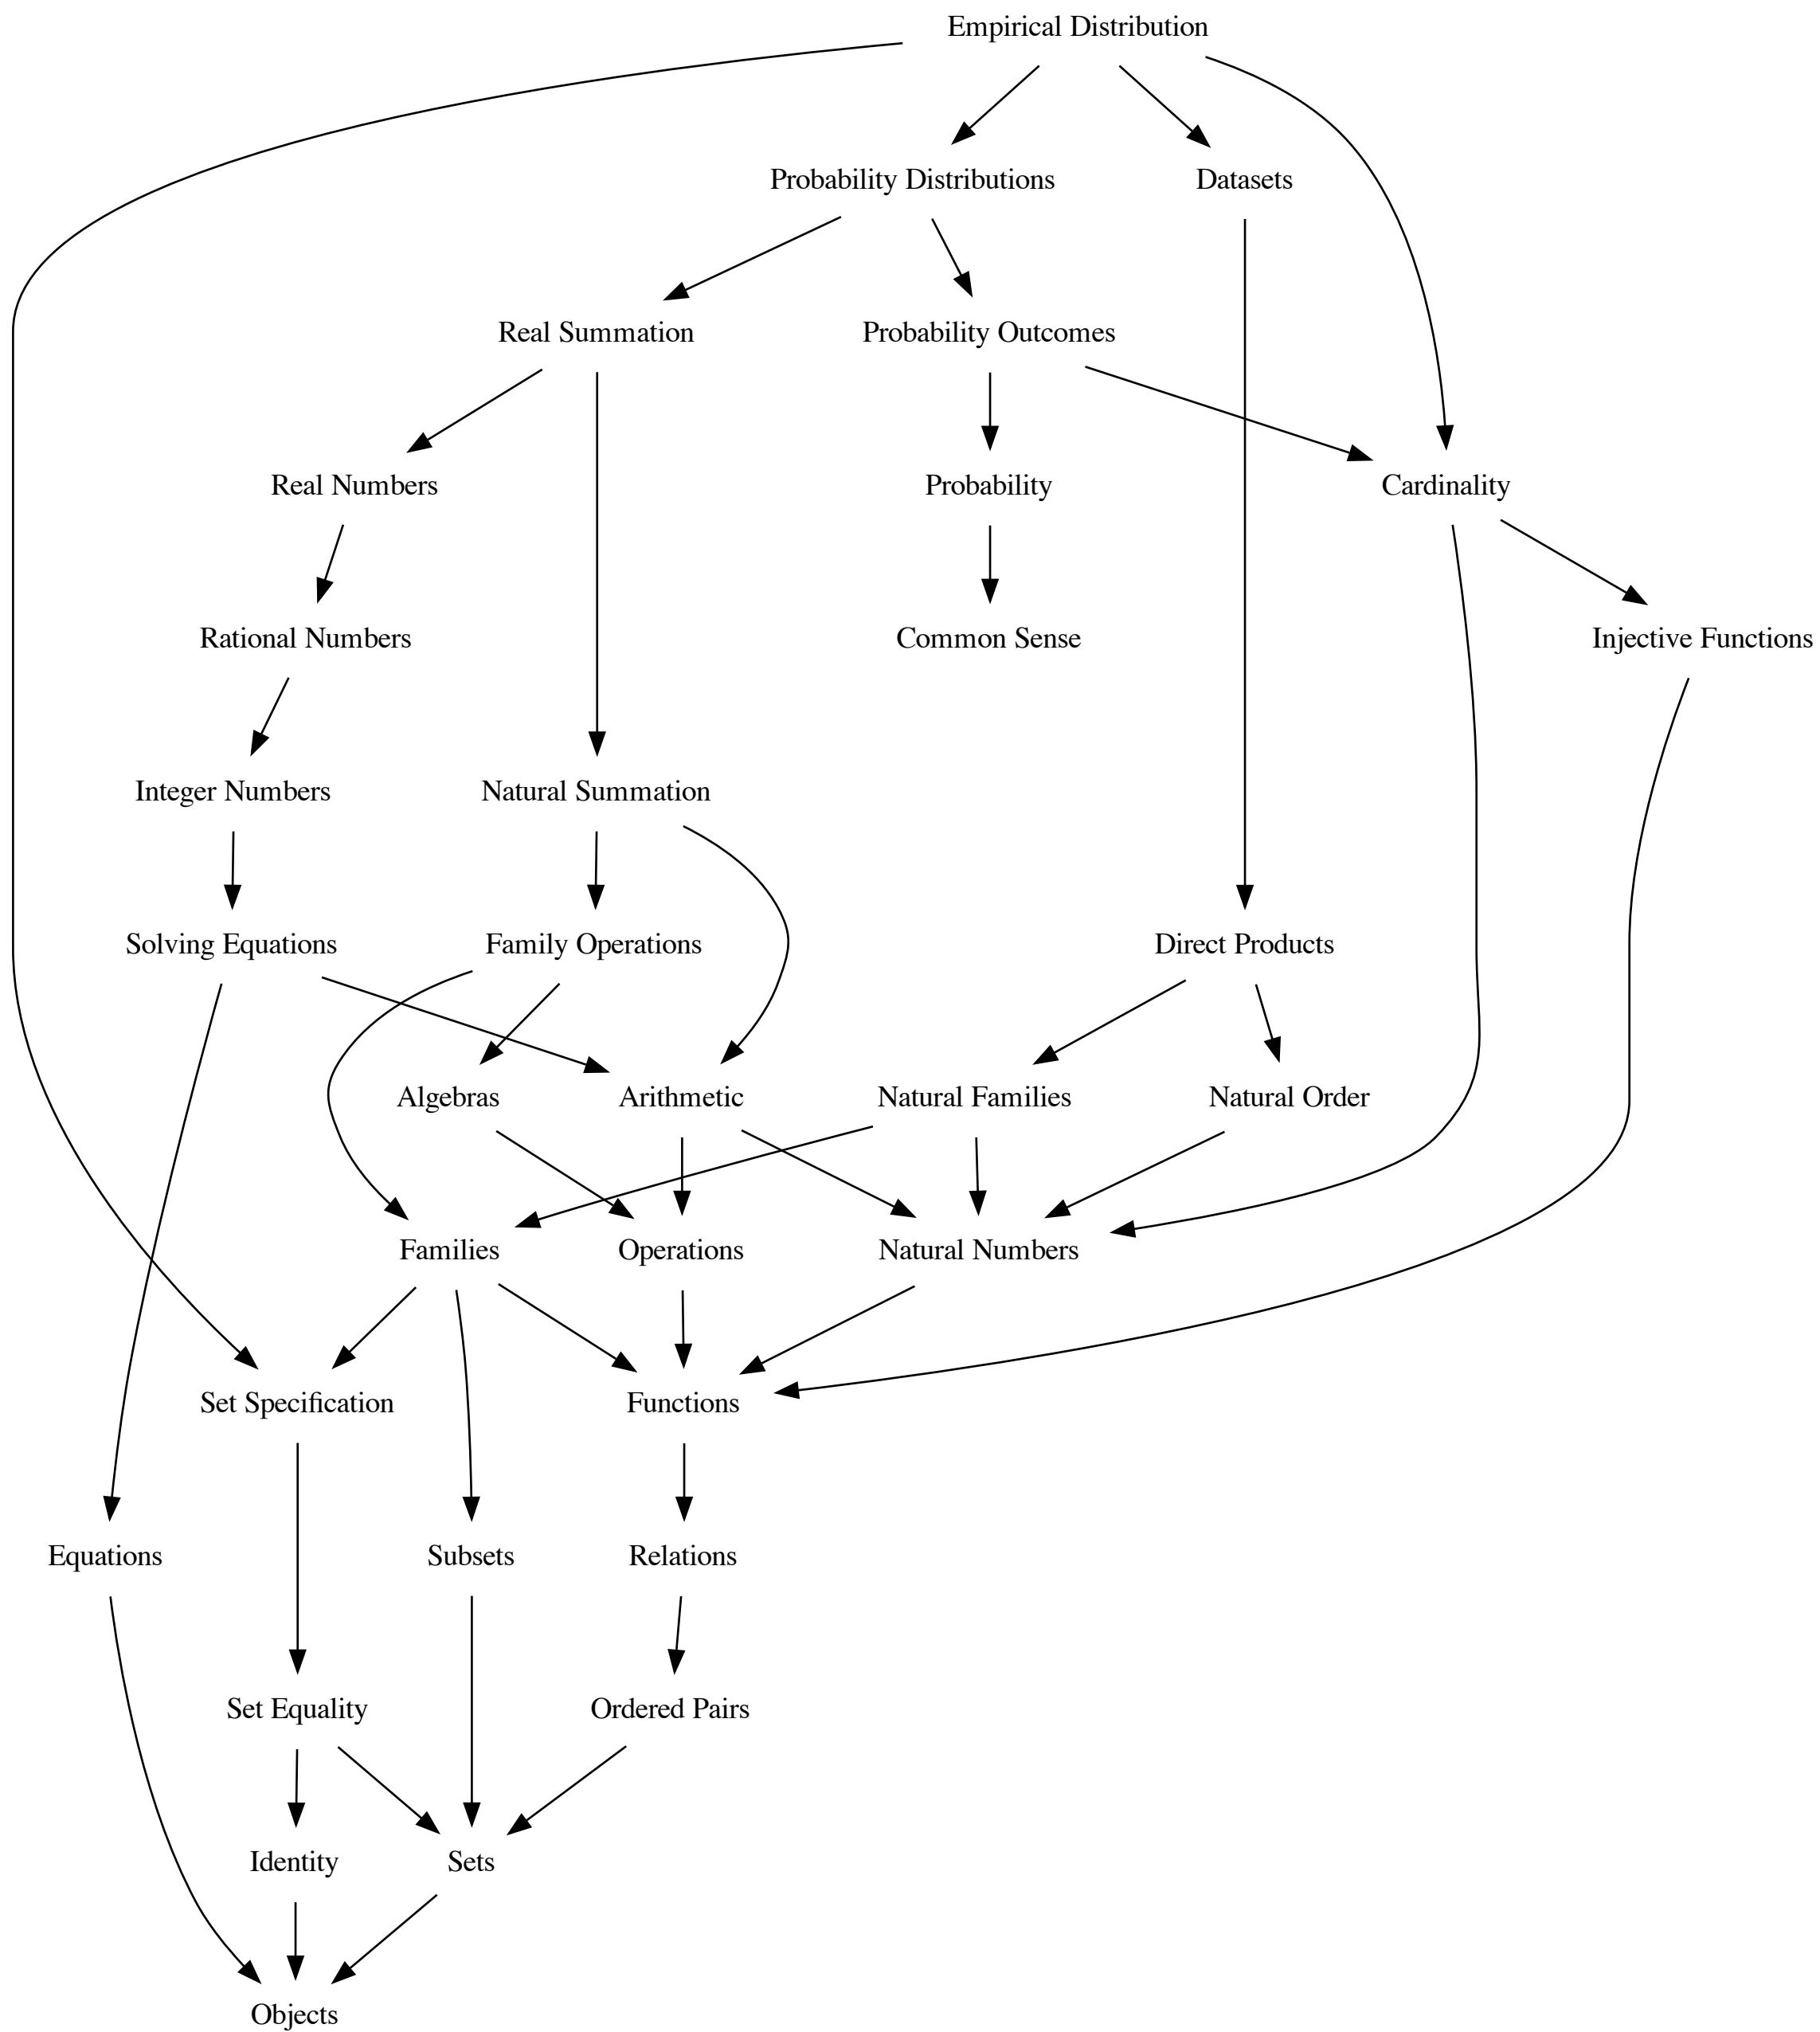 Empirical Distribution
Probability Distributions
Datasets
Real Summation
Probability Outcomes
Real Numbers
Probability
Cardinality
Rational Numbers
Common Sense
Injective Functions
Integer Numbers
Natural Summation
Solving Equations
Family Operations
Direct Products
Algebras
Arithmetic
Natural Families
Natural Order
Families
Operations
Natural Numbers
Set Specification
Functions
Equations
Subsets
Relations
Set Equality
Ordered Pairs
Identity
Sets
Objects